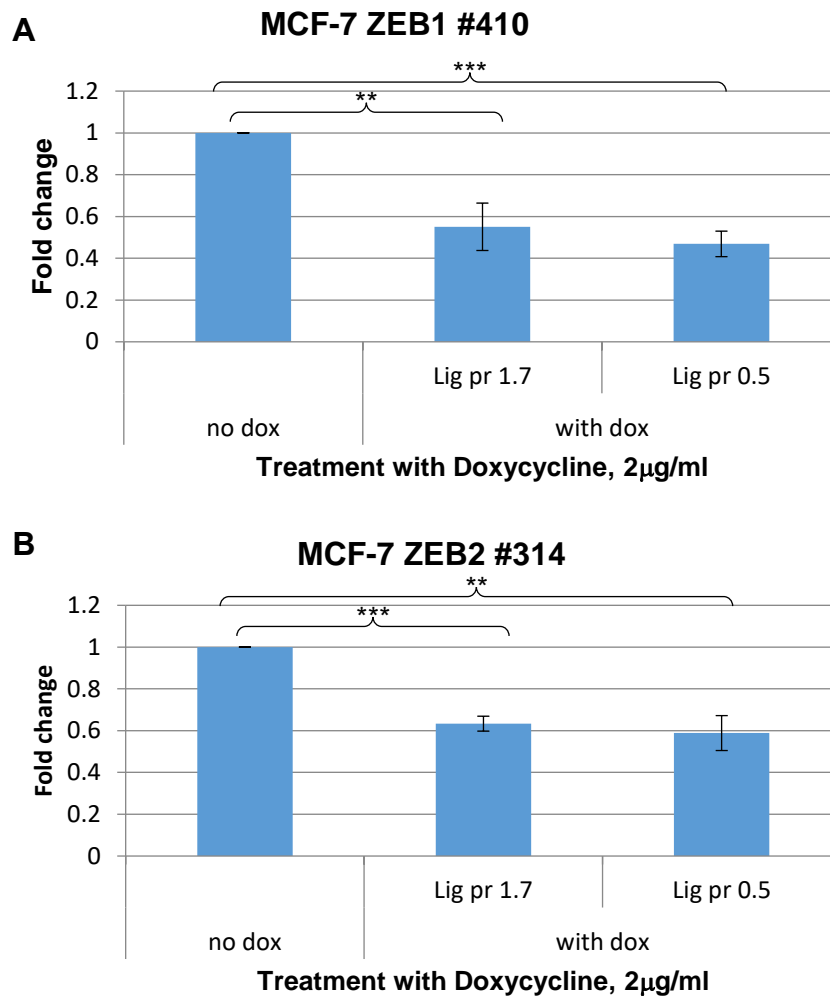 A
MCF-7 ZEB1 #410
***
**
Fold change
1.2
1
0.8
0.6
0.4
0.2
0
Lig pr 1.7 Lig pr 0.5
no dox with dox
Treatment with Doxycycline, 2µg/ml
B
MCF-7 ZEB2 #314
**
***
Fold change
1.2
1
0.8
0.6
0.4
0.2
0
Lig pr 1.7 Lig pr 0.5
no dox with dox
Treatment with Doxycycline, 2µg/ml